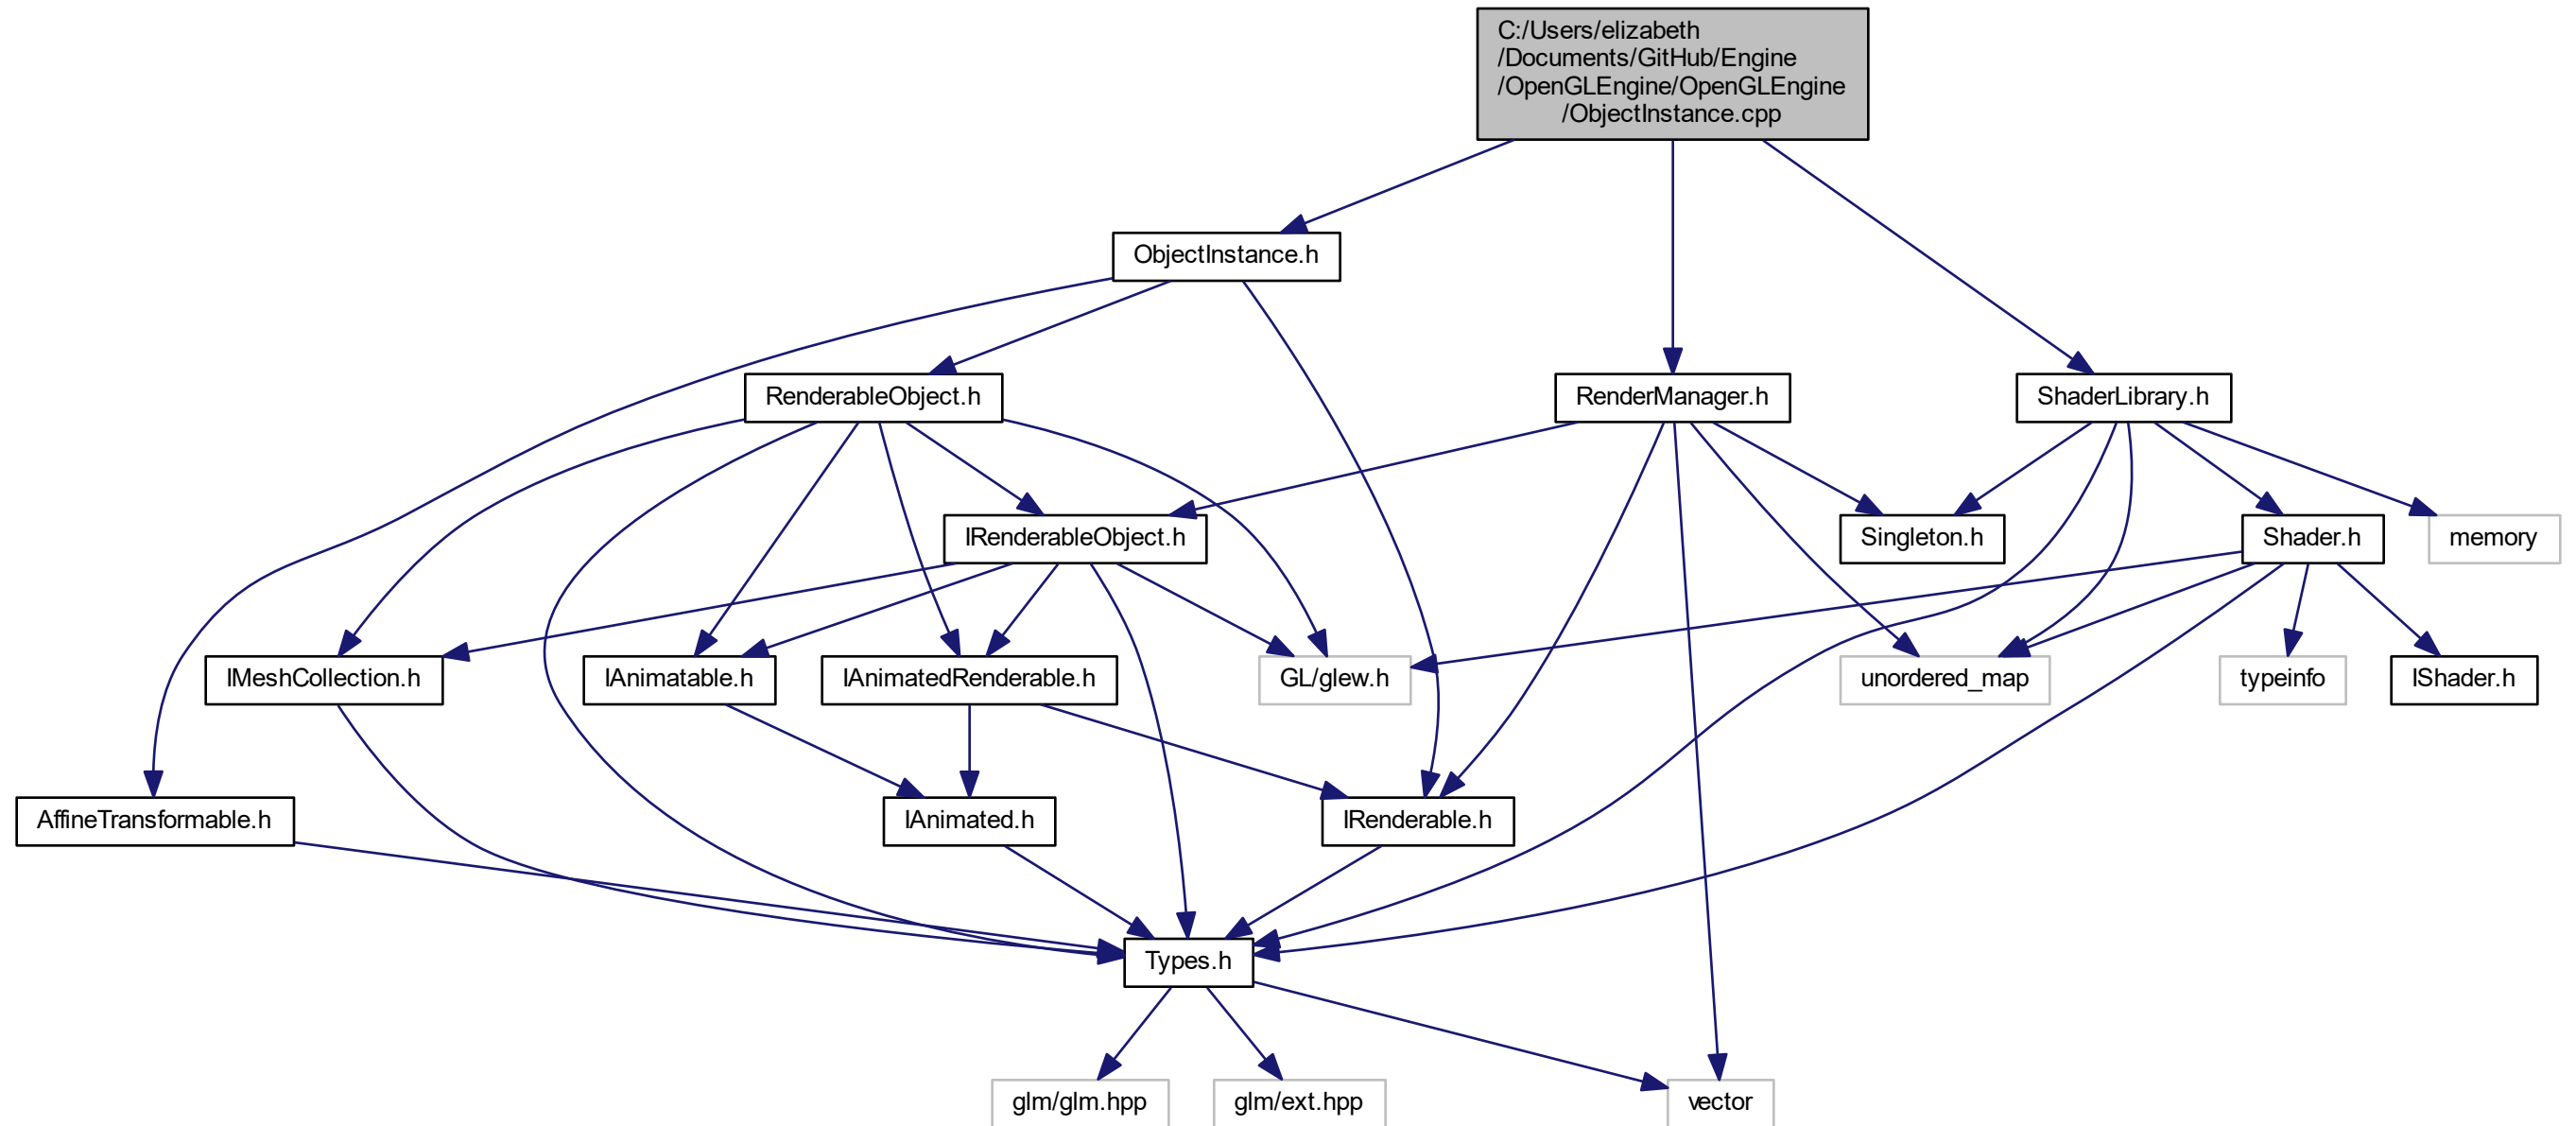 C:/Users/elizabeth
/Documents/GitHub/Engine
/OpenGLEngine/OpenGLEngine
/ObjectInstance.cpp
ObjectInstance.h
RenderableObject.h
RenderManager.h
ShaderLibrary.h
IRenderableObject.h
Singleton.h
Shader.h
memory
IMeshCollection.h
IAnimatable.h
IAnimatedRenderable.h
GL/glew.h
unordered_map
typeinfo
IShader.h
AffineTransformable.h
IAnimated.h
IRenderable.h
Types.h
glm/glm.hpp
glm/ext.hpp
vector